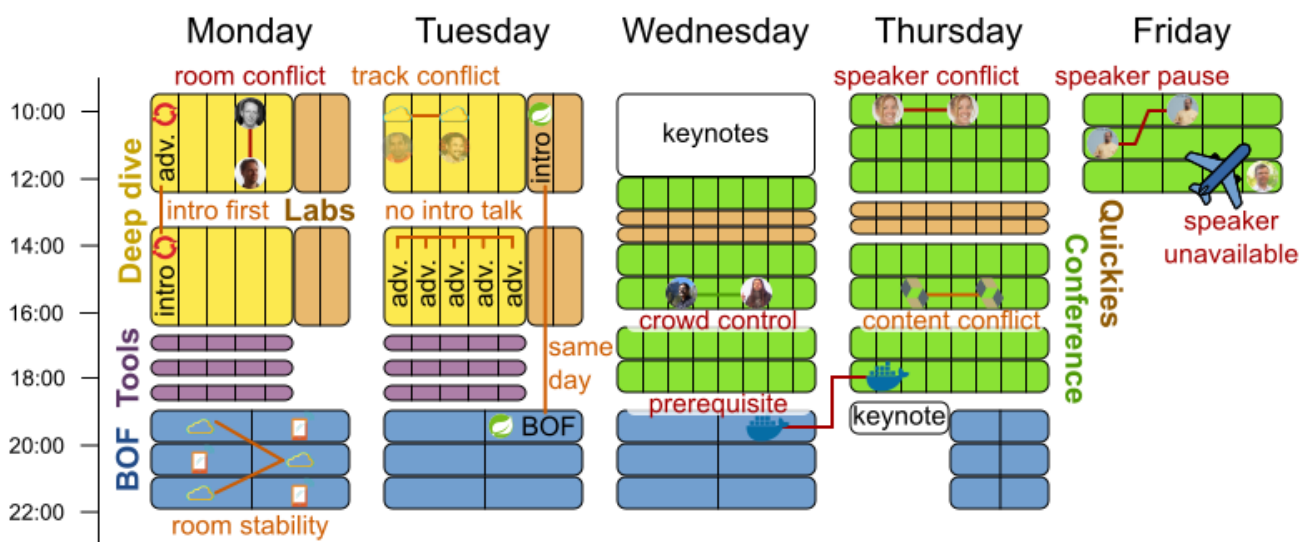 Monday
Tuesday
Wednesday
Thursday
Friday
room conflict
track conflict
speaker conflict
speaker pause
10:00
12:00
14:00
16:00
18:00
20:00
22:00
Deep dive
Tools
BOF
adv.
intro first
Labs
intro
room stability
intro
no intro talk
adv.
adv.
adv.
adv.
adv.
same
day
BOF
keynotes
crowd control
prerequisite
content conflict
keynote
Conference
Quickies
speaker
unavailable